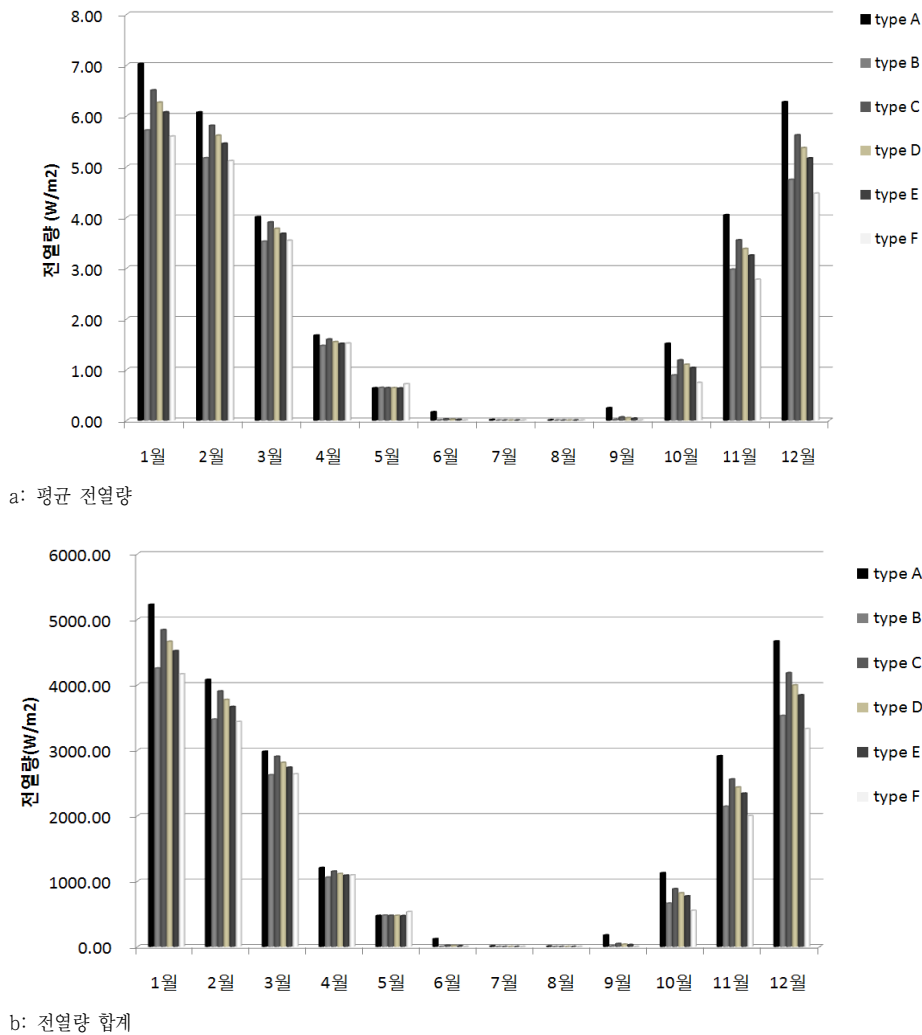 8.00
7.00
6.00
5.00
4.00
3.00
2.00
1.00
0.00
전열량 (W/m2)
1월 2월 3월 4월 5월 6월 7월 8월 9월 10월 11월 12월
type A
type B
type C
type D
type E
type F
a: 평균 전열량
6000.00
5000.00
4000.00
3000.00
2000.00
1000.00
0.00
전열량(W/m2)
1월 2월 3월 4월 5월 6월 7월 8월 9월 10월 11월 12월
type A
type B
type C
type D
type E
type F
b: 전열량 합계